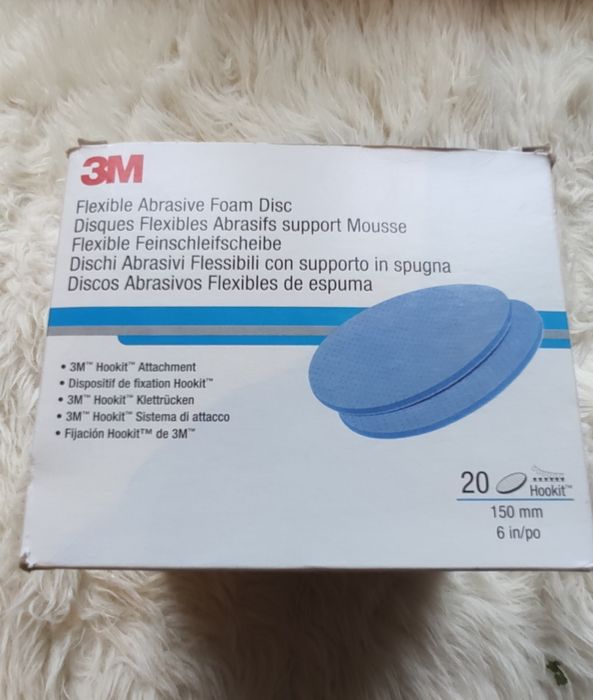 3M
Flexible Abrasive Foam Disc
Disques Flexibles Abrasifs support Mousse
Flexible Feinschleifscheibe
Dischi Abrasivi Flessibili con supporto in spugna
Discos Abrasivos Flexibles de espuma
• 3M™ Hookit™ Attachment
• Dispositif de fixation Hookit™
• 3M™ Hookit™ Klettrücken
• 3M™ Hookit™ Sistema di attacco
• Fijación Hookit™ de 3M™
20 Hookit™
150 mm
6 in/po